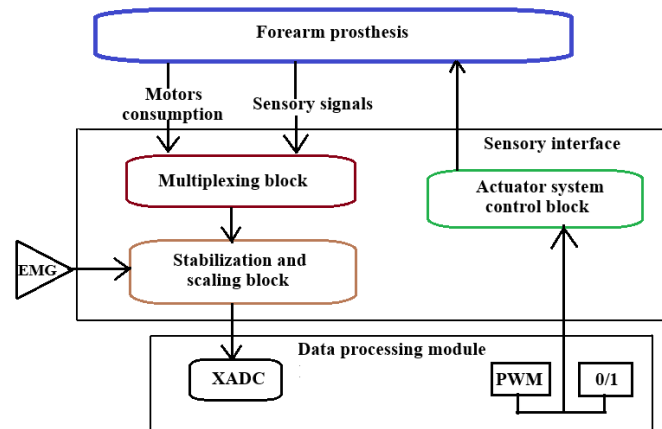 Forearm prosthesis
Motors
consumption
Sensory signals
Sensory interface
Multiplexing block
Actuator system
control block
Stabilization and
scaling block
EMG
Data processing module
XADC
PWM
0/1